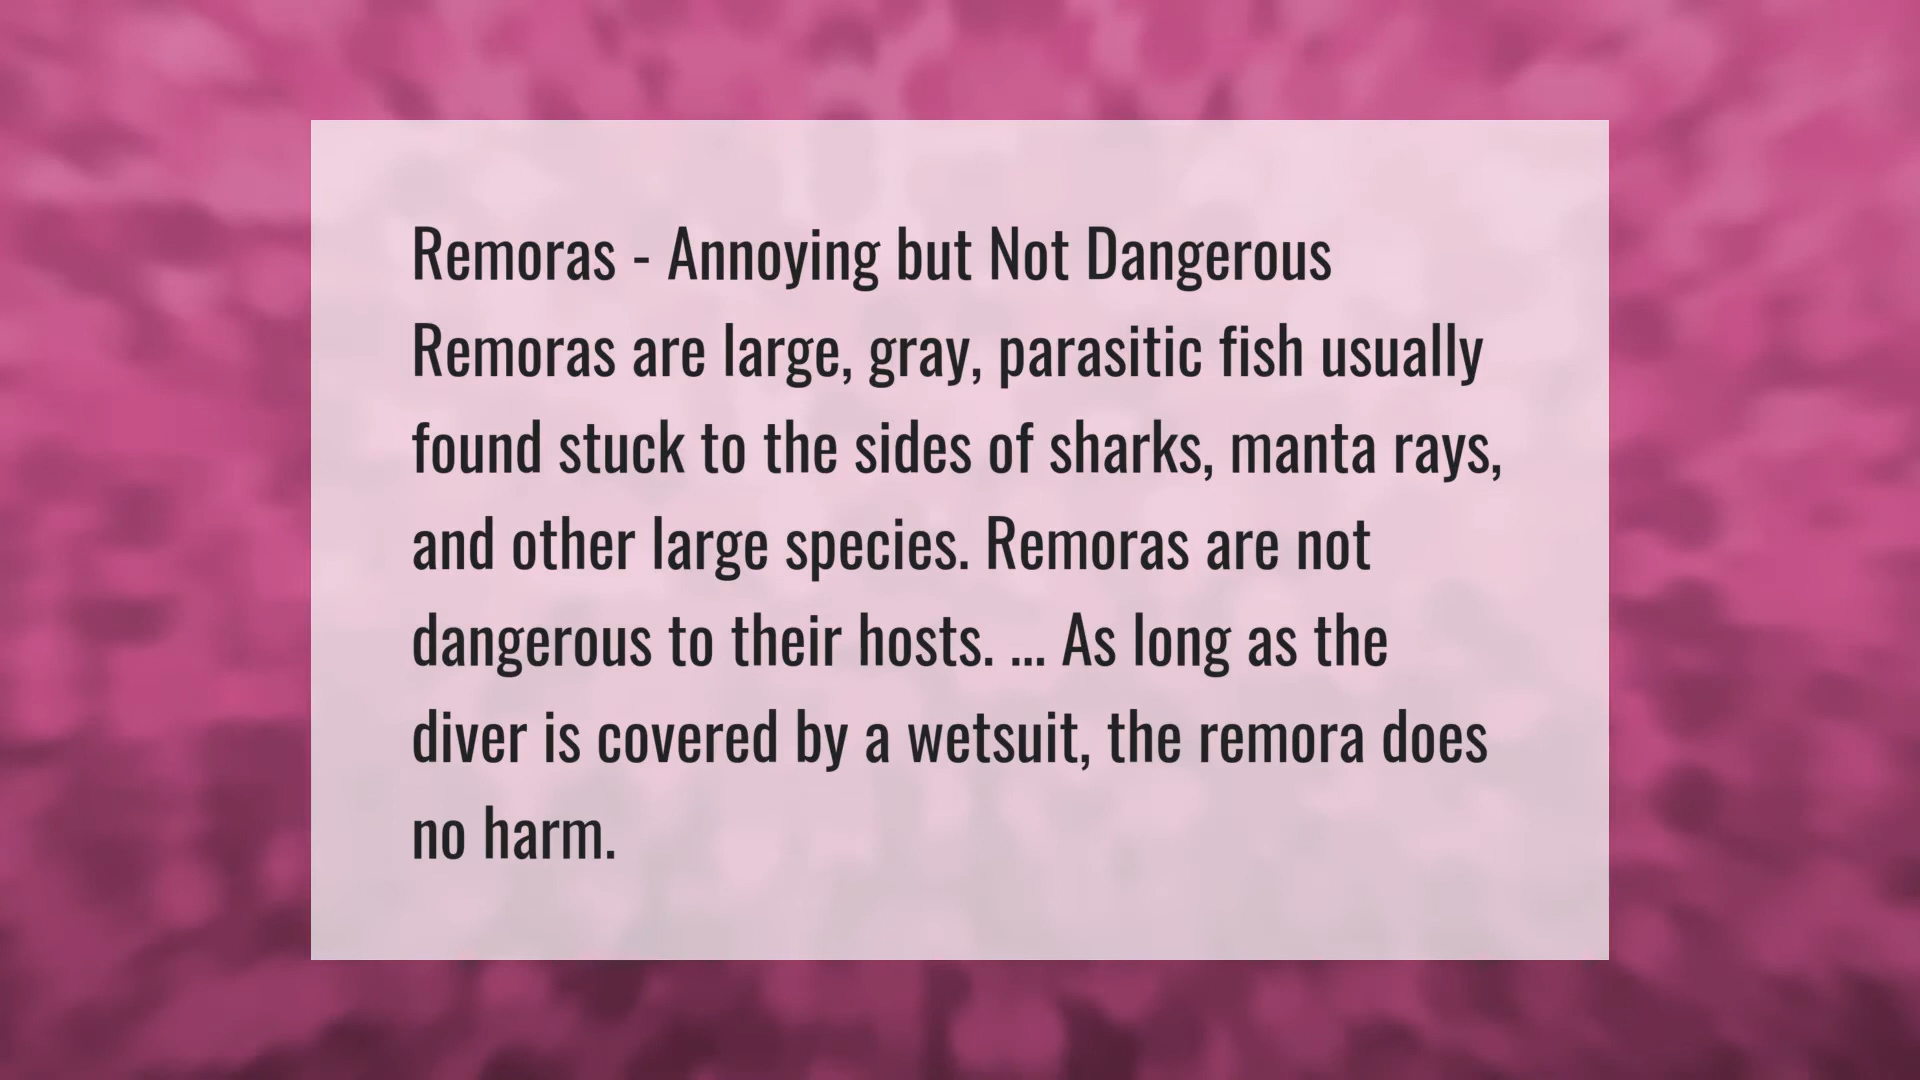 Remoras - Annoying but Not Dangerous
Remoras are large, gray, parasitic fish usually
found stuck to the sides of sharks, manta rays,
and other large species. Remoras are not
dangerous to their hosts. ... As long as the
diver is covered by a wetsuit, the remora does
no harm.